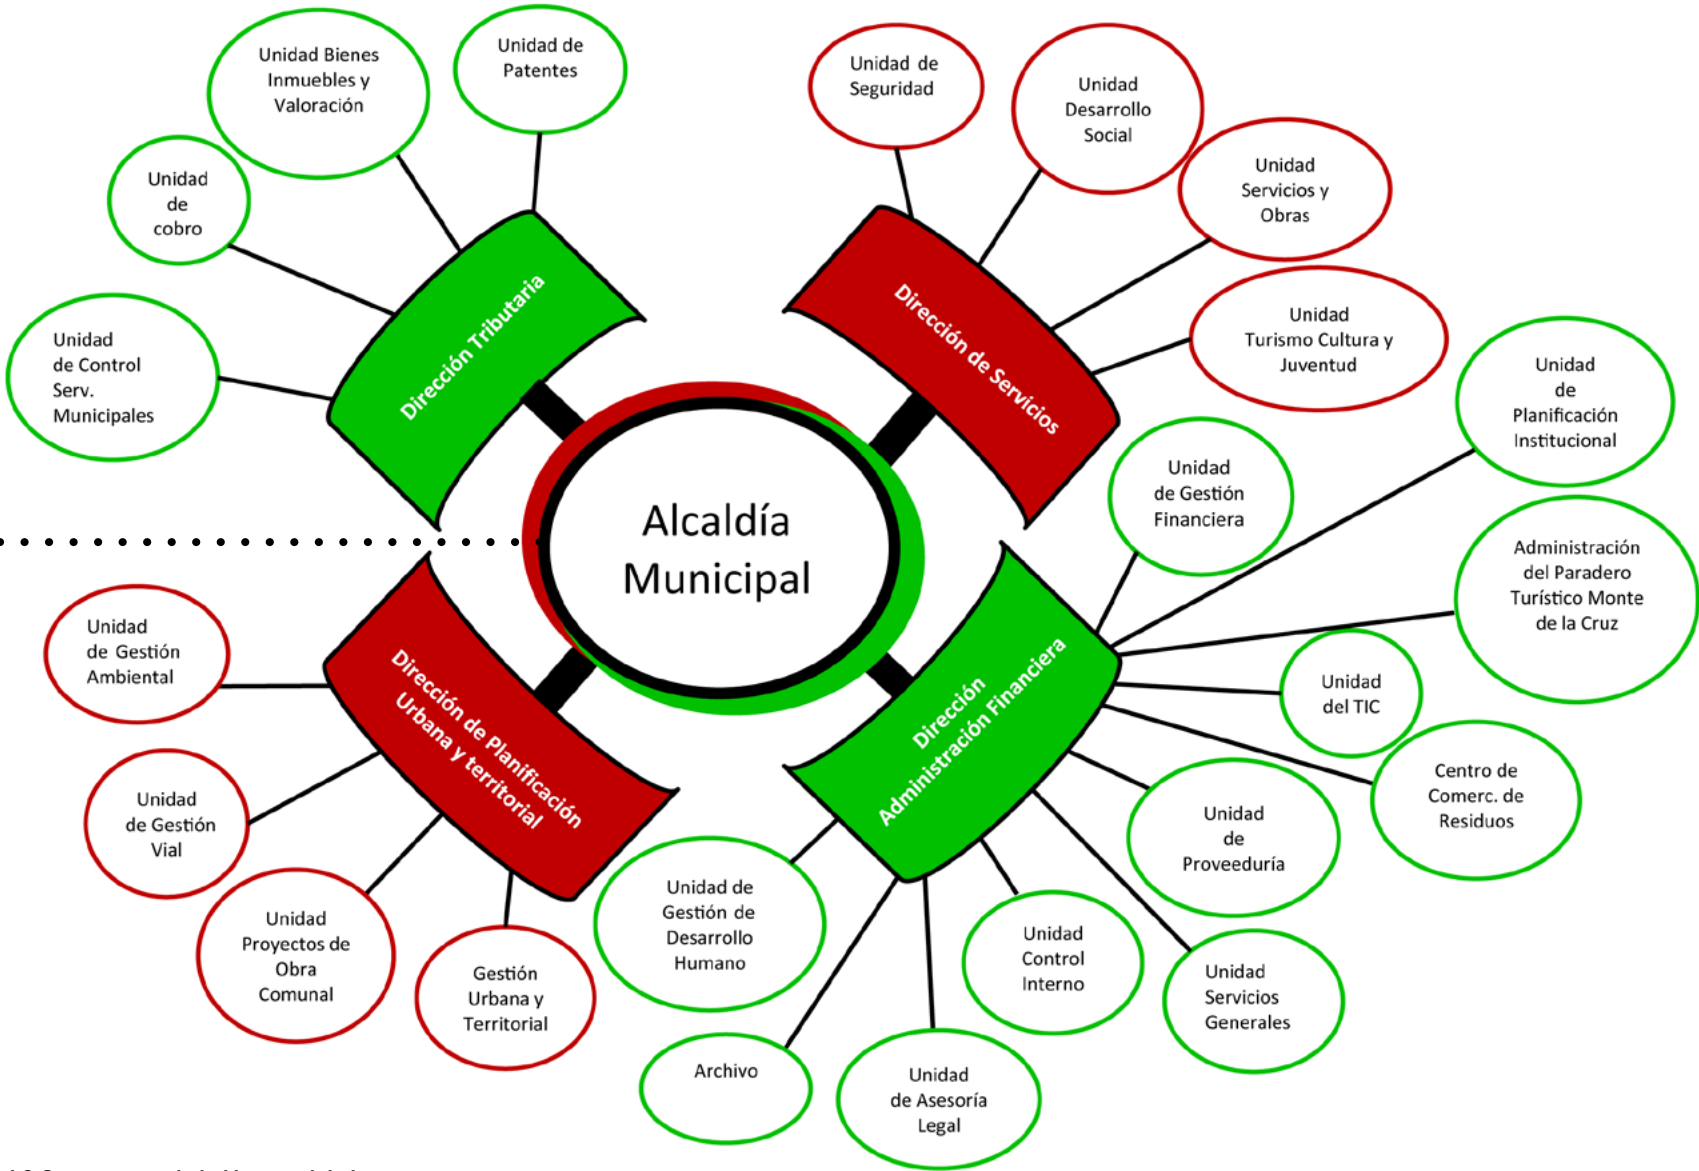 Unidad Bienes
Inmuebles y
Valoración
Unidad de
Patentes
Unidad
de
cobro
Unidad
de Control
Serv.
Municipales
Dirección Tributaria
Unidad de
Seguridad
Unidad
Desarrollo
Social
Unidad
Servicios y
Obras
Unidad
Turismo Cultura y
Juventud
Dirección de Servicios
Alcaldía
Municipal
Unidad
de Gestión
Financiera
Unidad
de
Planificación
Institucional
Administración
del Paradero
Turístico Monte
de la Cruz
Unidad
del TIC
Centro de
Comerc. de
Residuos
Unidad
de
Proveeduría
Unidad
Servicios
Generales
Unidad
Control
Interno
Unidad
de Asesoría
Legal
Archivo
Unidad de
Gestión de
Desarrollo
Humano
Dirección
Administración Financiera
Dirección de Planificación
Urbana y territorial
Unidad
de Gestión
Ambiental
Unidad
de Gestión
Vial
Unidad
Proyectos de
Obra
Comunal
Gestión
Urbana y
Territorial